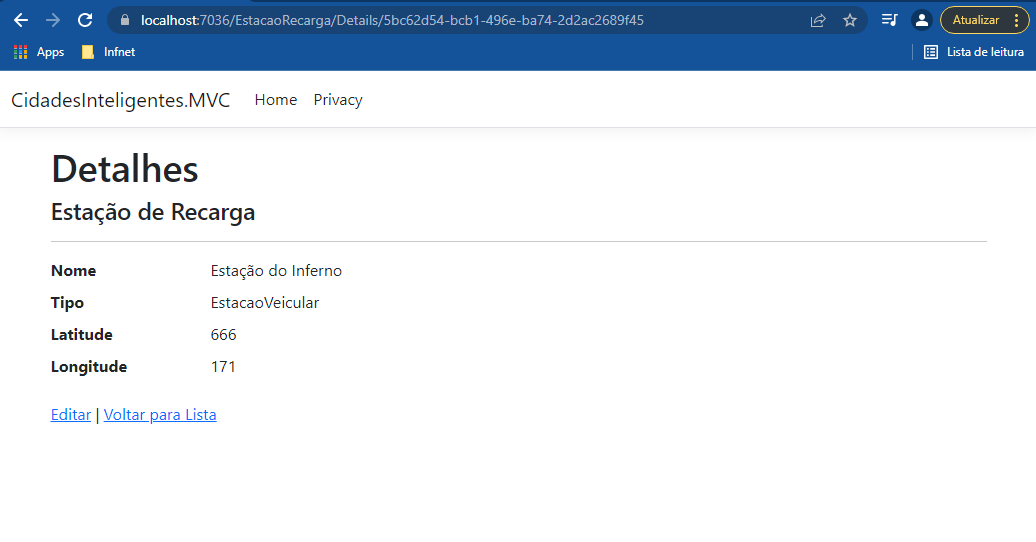 localhost:7036/EstacaoRecarga/Details/5bc62d54-bcb1-496e-ba74-2d2ac2689f45
Atualizar
Apps Infnet Lista de leitura
CidadesInteligentes.MVC Home Privacy
Detalhes
Estação de Recarga
Nome Estação do Inferno
Tipo EstacaoVeicular
Latitude 666
Longitude 171
Editar | Voltar para Lista